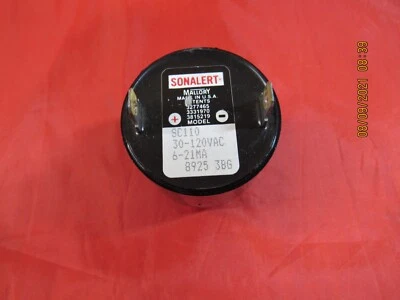 SONALERT
MALLORY
MADE IN U.S.A.
PATENTS
3277465
3331970
3815219
MODEL
SC110
30-120VAC
6-21MA
8925 38G
09/09/2021 08:39